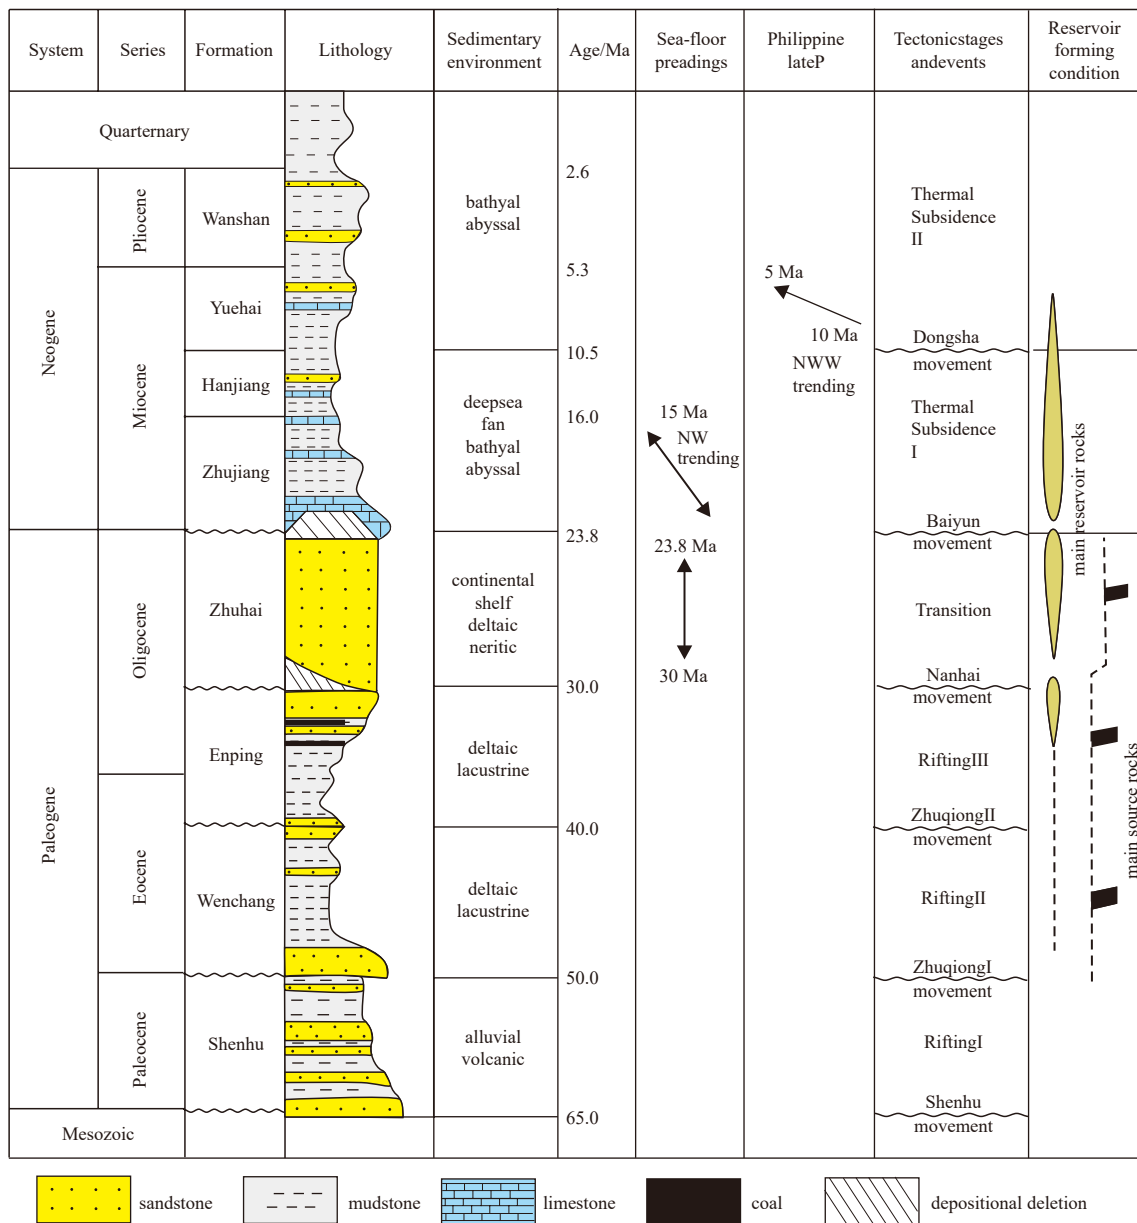 System
Series
Formation
Lithology
Sedimentary
environment
Age/Ma
Sea-floor
preadings
Philippine
lateP
Tectonicstages
andevents
Reservoir
forming
condition
Quarternary
Neogene
Pliocene
Miocene
Wanshan
Yuehai
Hanjiang
Zhujiang
Paleogene
Oligocene
Eocene
Paleocene
Zhuhai
Enping
Wenchang
Shenhu
Mesozoic
bathyal
abyssal
deepsea
fan
bathyal
abyssal
continental
shelf
deltaic
neritic
deltaic
lacustrine
deltaic
lacustrine
alluvial
volcanic
2.6
5.3
10.5
16.0
23.8
30.0
40.0
50.0
65.0
15 Ma
NW
trending
23.8 Ma
30 Ma
5 Ma
10 Ma
NWW
trending
Thermal
Subsidence
II
Dongsha
movement
Thermal
Subsidence
I
Baiyun
movement
Transition
Nanhai
movement
RiftingIII
ZhuqiongII
movement
RiftingII
ZhuqiongI
movement
RiftingI
Shenhu
movement
main reservoir rocks
main source rocks
sandstone
mudstone
limestone
coal
depositional deletion